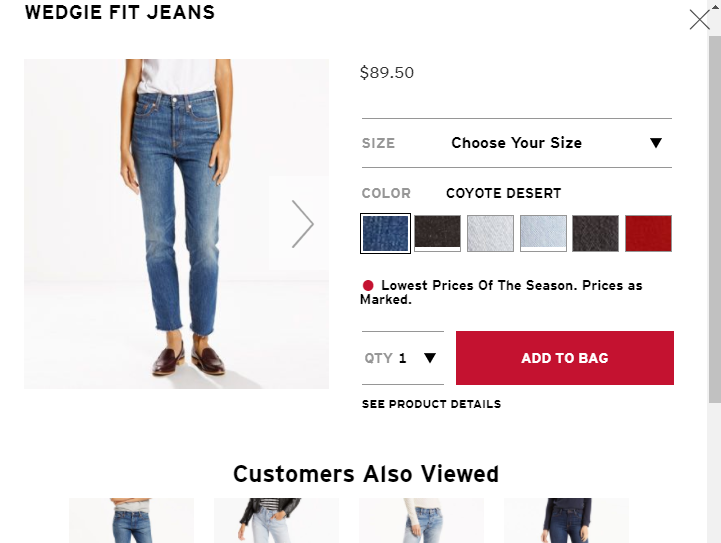 WEDGIE FIT JEANS
$89.50
SIZE Choose Your Size
COLOR COYOTE DESERT
Lowest Prices Of The Season. Prices as
Marked.
QTY 1
ADD TO BAG
SEE PRODUCT DETAILS
Customers Also Viewed